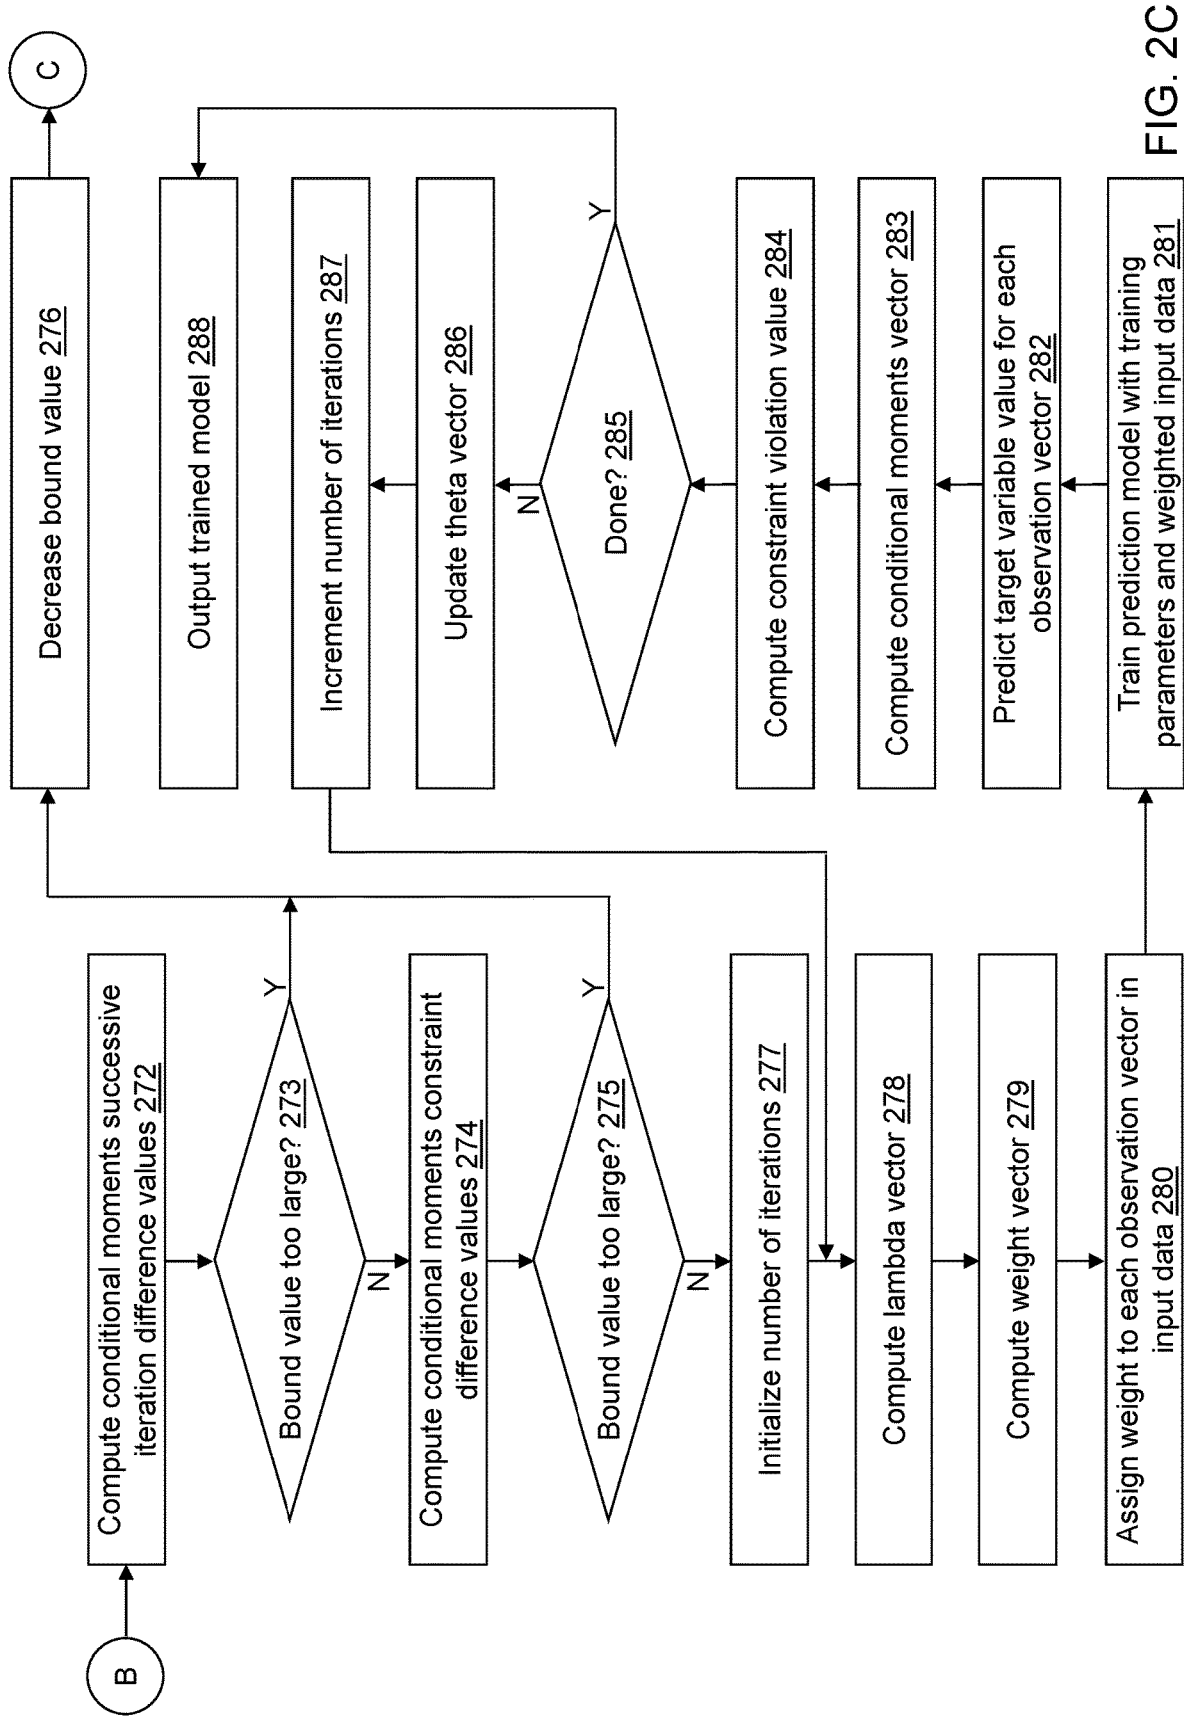 B
Compute conditional moments successive
iteration difference values 272
Bound value too large? 273
Y
N
Compute conditional moments constraint
difference values 274
Bound value too large? 275
Y
N
Initialize number of iterations 277
Compute lambda vector 278
Compute weight vector 279
Assign weight to each observation vector in
input data 280
C
Decrease bound value 276
Output trained model 288
Increment number of iterations 287
Update theta vector 286
N
Done? 285
Y
Compute constraint violation value 284
Compute conditional moments vector 283
Predict target variable value for each
observation vector 282
Train prediction model with training
parameters and weighted input data 281
FIG. 2C